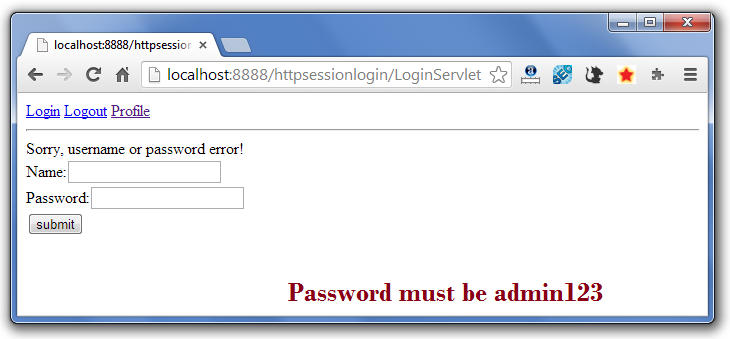 localhost:8888/httpsession
localhost:8888/httpsessionlogin/LoginServlet
Login Logout Profile
Sorry, username or password error!
Name:
Password:
submit
Password must be admin123